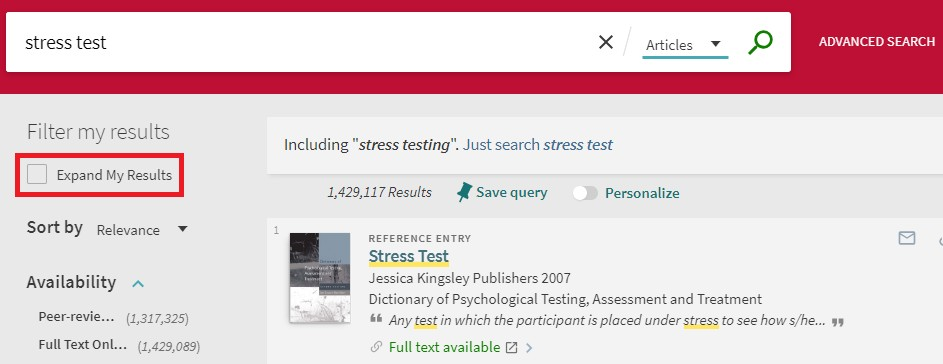 stress test
Articles
ADVANCED SEARCH
Filter my results
Expand My Results
Including "stress testing". Just search stress test
1,429,117 Results
Save query
Personalize
Sort by
Relevance
Availability
Peer-revie... (1,317,325)
Full Text Onl... (1,429,089)
1
REFERENCE ENTRY
Stress Test
Jessica Kingsley Publishers 2007
Dictionary of Psychological Testing, Assessment and Treatment
❝ Any test in which the participant is placed under stress to see how s/he... ❞
Full text available